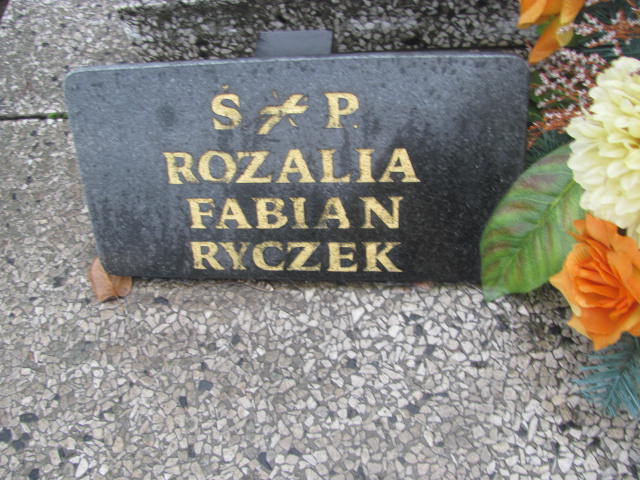 Ś P.
ROZALIA
FABIAN
RYCZEK